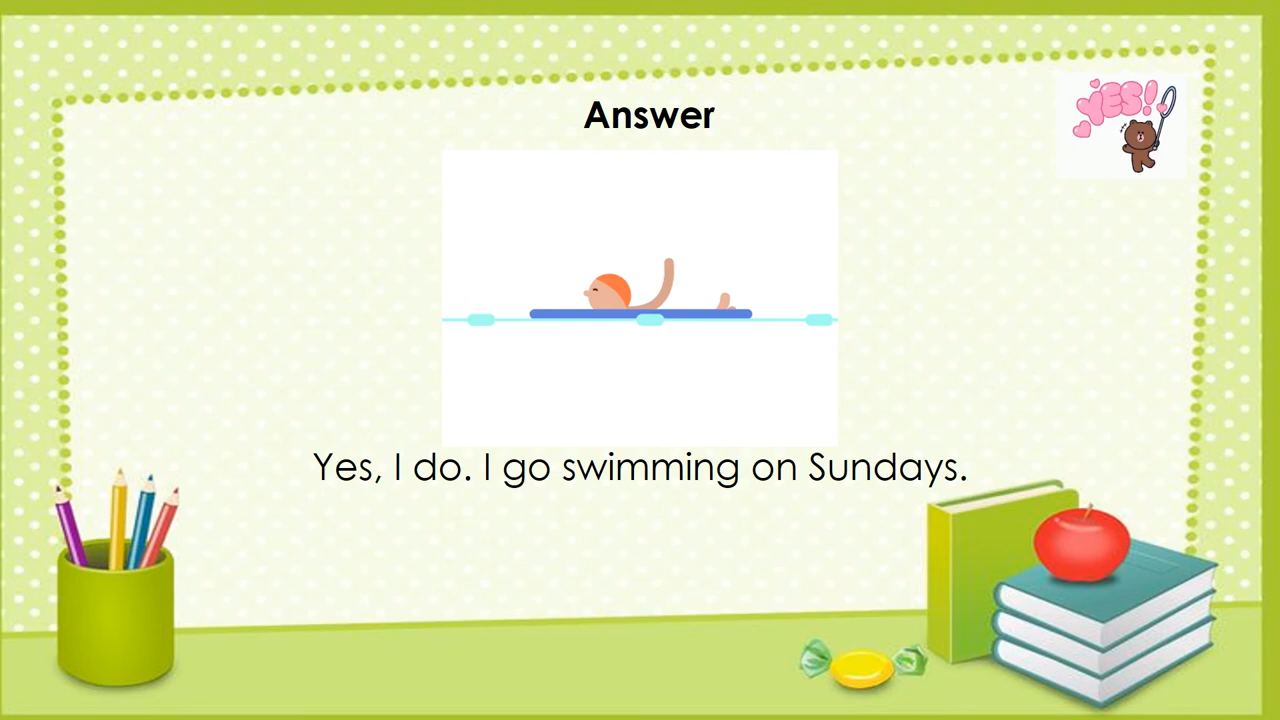 Answer
YES!
Yes, I do. I go swimming on Sundays.